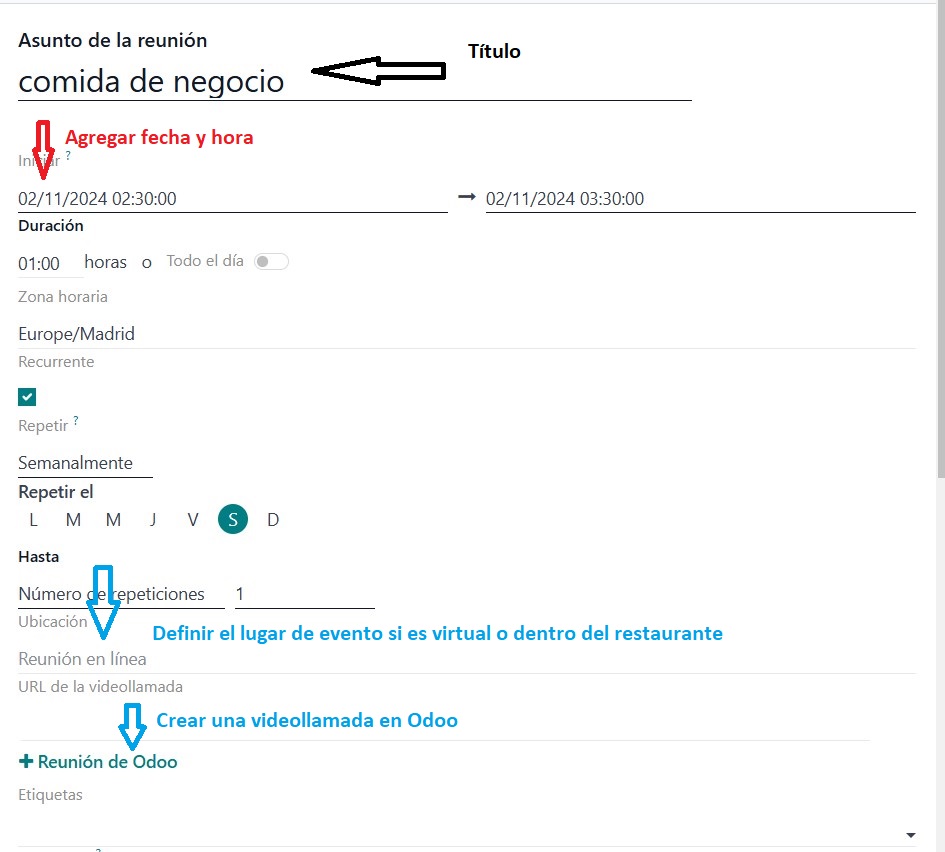 Asunto de la reunión
Título
comida de negocio
Agregar fecha y hora
Iniciar ?
02/11/2024 02:30:00 → 02/11/2024 03:30:00
Duración
01:00 horas o Todo el día
Zona horaria
Europe/Madrid
Recurrente
Repetir ?
Semanalmente
Repetir el
L M M J V S D
Hasta
Número de repeticiones 1
Ubicación
Definir el lugar de evento si es virtual o dentro del restaurante
Reunión en línea
URL de la videollamada
Crear una videollamada en Odoo
+ Reunión de Odoo
Etiquetas
?